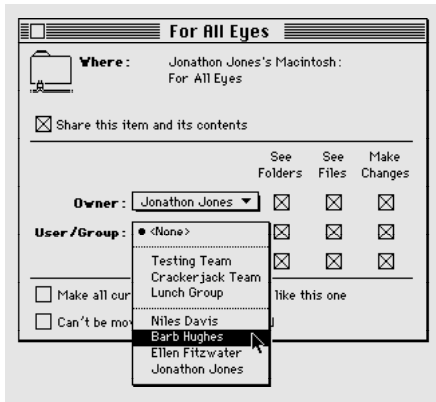 For All Eyes
Where: Jonathon Jones's Macintosh:
For All Eyes
Share this item and its contents
See See Make
Folders Files Changes
Owner: Jonathon Jones
User/Group: <None>
Testing Team
Crackerjack Team
Lunch Group
Make all cur like this one
Niles Davis
Can't be mov
Barb Hughes
Ellen Fitzwater
Jonathon Jones